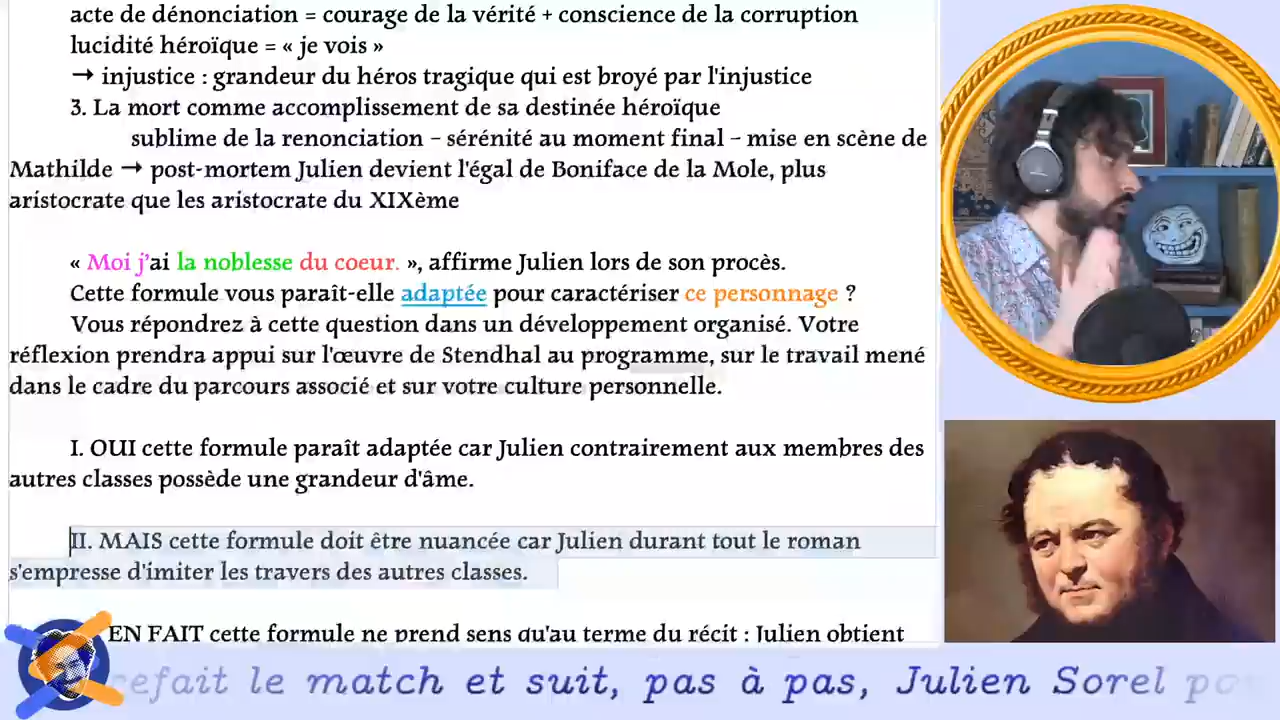 acte de dénonciation = courage de la vérité + conscience de la corruption
lucidité héroïque = « je vois »
→ injustice : grandeur du héros tragique qui est broyé par l'injustice
3. La mort comme accomplissement de sa destinée héroïque
sublime de la renonciation – sérénité au moment final – mise en scène de
Mathilde → post-mortem Julien devient l'égal de Boniface de la Mole, plus
aristocrate que les aristocrate du XIXème
« Moi j'ai la noblesse du coeur. », affirme Julien lors de son procès.
Cette formule vous paraît-elle adaptée pour caractériser ce personnage ?
Vous répondrez à cette question dans un développement organisé. Votre
réflexion prendra appui sur l'œuvre de Stendhal au programme, sur le travail mené
dans le cadre du parcours associé et sur votre culture personnelle.
I. OUI cette formule paraît adaptée car Julien contrairement aux membres des
autres classes possède une grandeur d'âme.
II. MAIS cette formule doit être nuancée car Julien durant tout le roman
s'empresse d'imiter les travers des autres classes.
EN FAIT cette formule ne prend sens qu'au terme du récit : Julien obtient
refait le match et suit, pas à pas, Julien Sorel